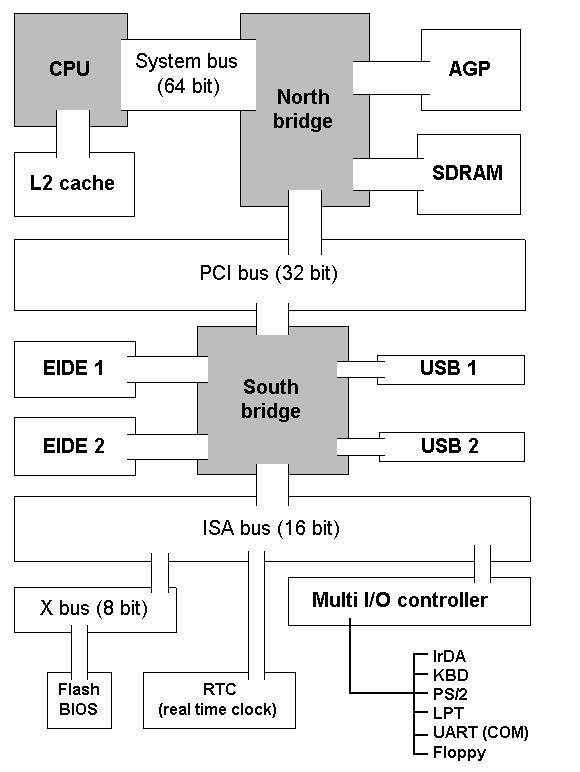 CPU
System bus
(64 bit)
North
bridge
AGP
L2 cache
SDRAM
PCI bus (32 bit)
EIDE 1
South
bridge
USB 1
EIDE 2
USB 2
ISA bus (16 bit)
X bus (8 bit)
Multi I/O controller
Flash
BIOS
RTC
(real time clock)
IrDA
KBD
PS/2
LPT
UART (COM)
Floppy